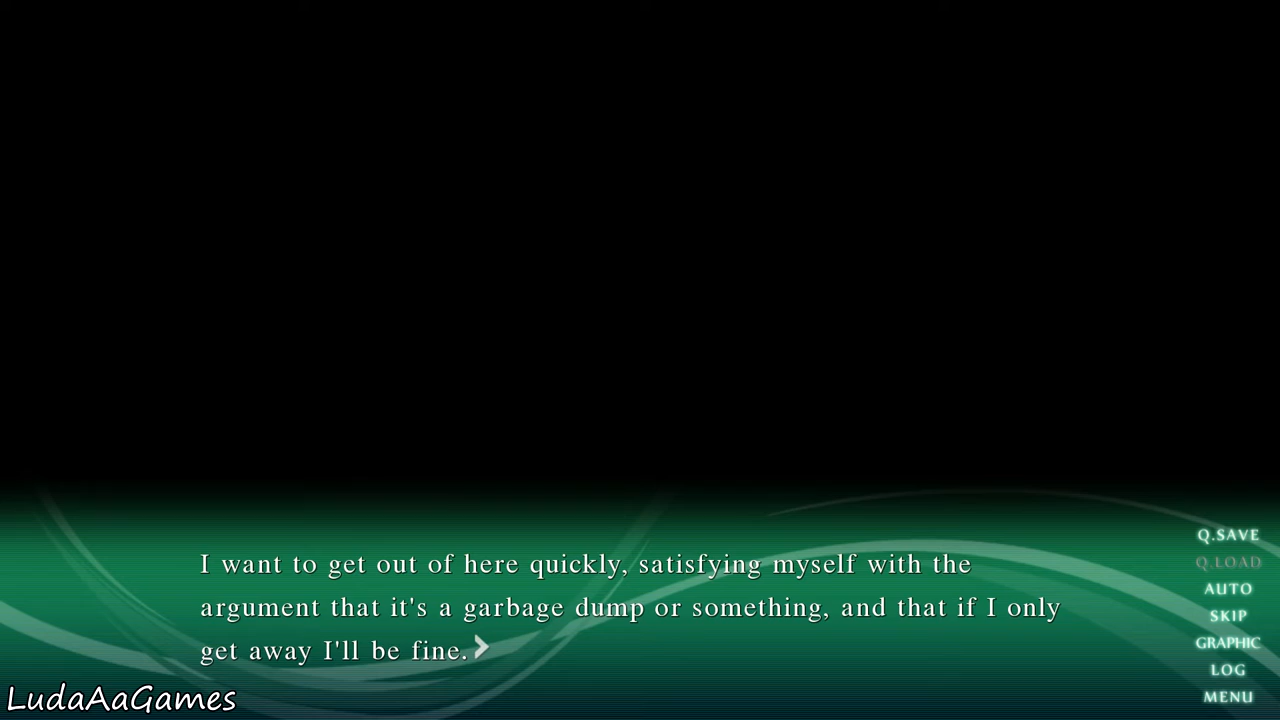 I want to get out of here quickly, satisfying myself with the
argument that it's a garbage dump or something, and that if I only
get away I'll be fine.
Q.SAVE
Q.LOAD
AUTO
SKIP
GRAPHIC
LOG
MENU
LudaAaGames